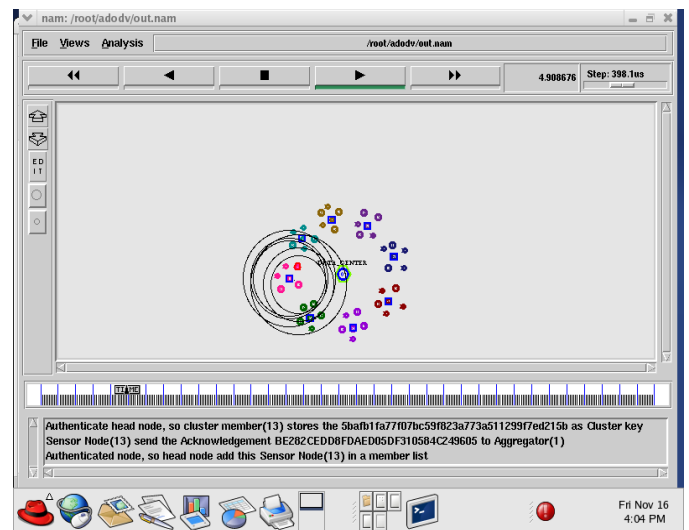 nam: /root/adodv/out.nam
File Views Analysis /root/adodv/out.nam
4.908676 Step: 398.1us
ED
IT
DATA_CENTER
TIME
Authenticate head node, so cluster member(13) stores the 5bafb1fa77f07bc59f823a773a511299f7ed215b as Cluster key
Sensor Node(13) send the Acknowledgement BE282CEDD8FDAED05DF310584C249605 to Aggregator(1)
Authenticated node, so head node add this Sensor Node(13) in a member list
Fri Nov 16
4:04 PM